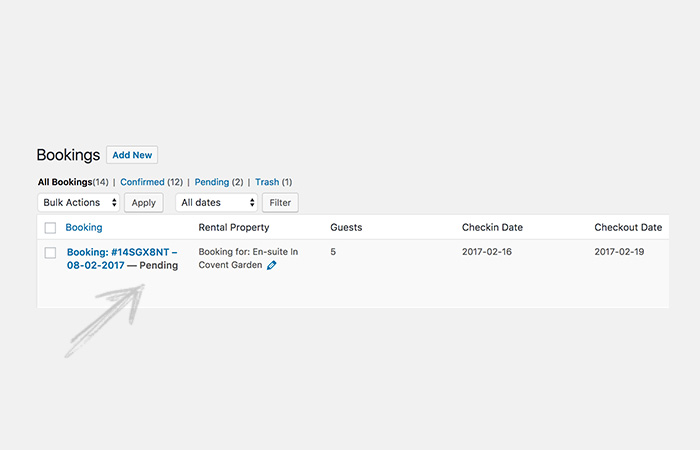 Bookings Add New
All Bookings(14) | Confirmed (12) | Pending (2) | Trash (1)
Bulk Actions Apply All dates Filter
Booking Rental Property Guests Checkin Date Checkout Date
Booking: #14SGX8NT – Booking for: En-suite In 5 2017-02-16 2017-02-19
08-02-2017 — Pending Covent Garden